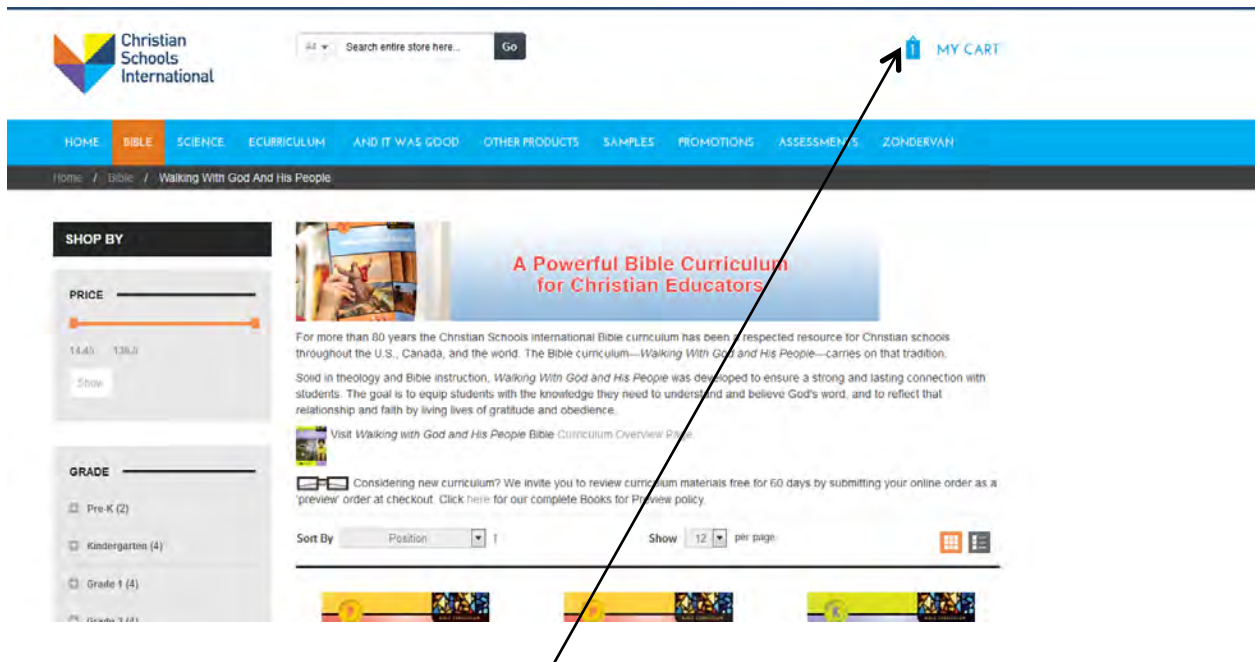 Christian
Schools
International
All
Search entire store here...
Go
1
MY CART
HOME BIBLE SCIENCE ECURRICULUM AND IT WAS GOOD OTHER PRODUCTS SAMPLES PROMOTIONS ASSESSMENTS ZONDERVAN
Home / Bible / Walking With God And His People
SHOP BY
PRICE
Show
GRADE
Pre-K (2)
Kindergarten (4)
Grade 1 (4)
Grade 2 (4)
A Powerful Bible Curriculum
for Christian Educators
For more than 80 years the Christian Schools International Bible curriculum has been a respected resource for Christian schools
throughout the U.S., Canada, and the world. The Bible curriculum—Walking With God and His People—carries on that tradition.
Solid in theology and Bible instruction, Walking With God and His People was developed to ensure a strong and lasting connection with
students. The goal is to equip students with the knowledge they need to understand and believe God's word, and to reflect that
relationship and faith by living lives of gratitude and obedience.
Visit Walking with God and His People Bible Curriculum Overview Page.
Considering new curriculum? We invite you to review curriculum materials free for 60 days by submitting your online order as a
'preview' order at checkout. Click here for our complete Books for Preview policy.
Sort By Position Show 12 per page
P P K
BIBLE CURRICULUM BIBLE CURRICULUM BIBLE CURRICULUM